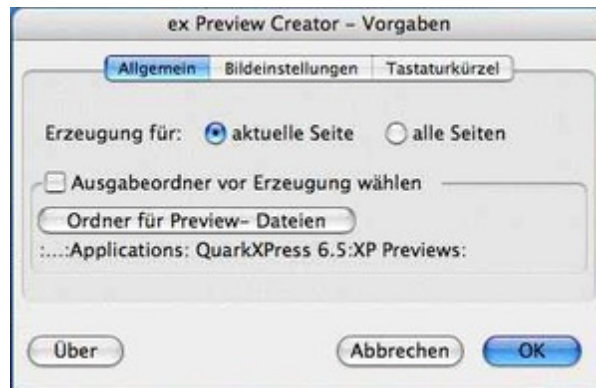 ex Preview Creator – Vorgaben
Allgemein Bildeinstellungen Tastaturkürzel
Erzeugung für: aktuelle Seite alle Seiten
Ausgabeordner vor Erzeugung wählen
Ordner für Preview- Dateien
:...:Applications: QuarkXPress 6.5:XP Previews:
Über Abbrechen OK